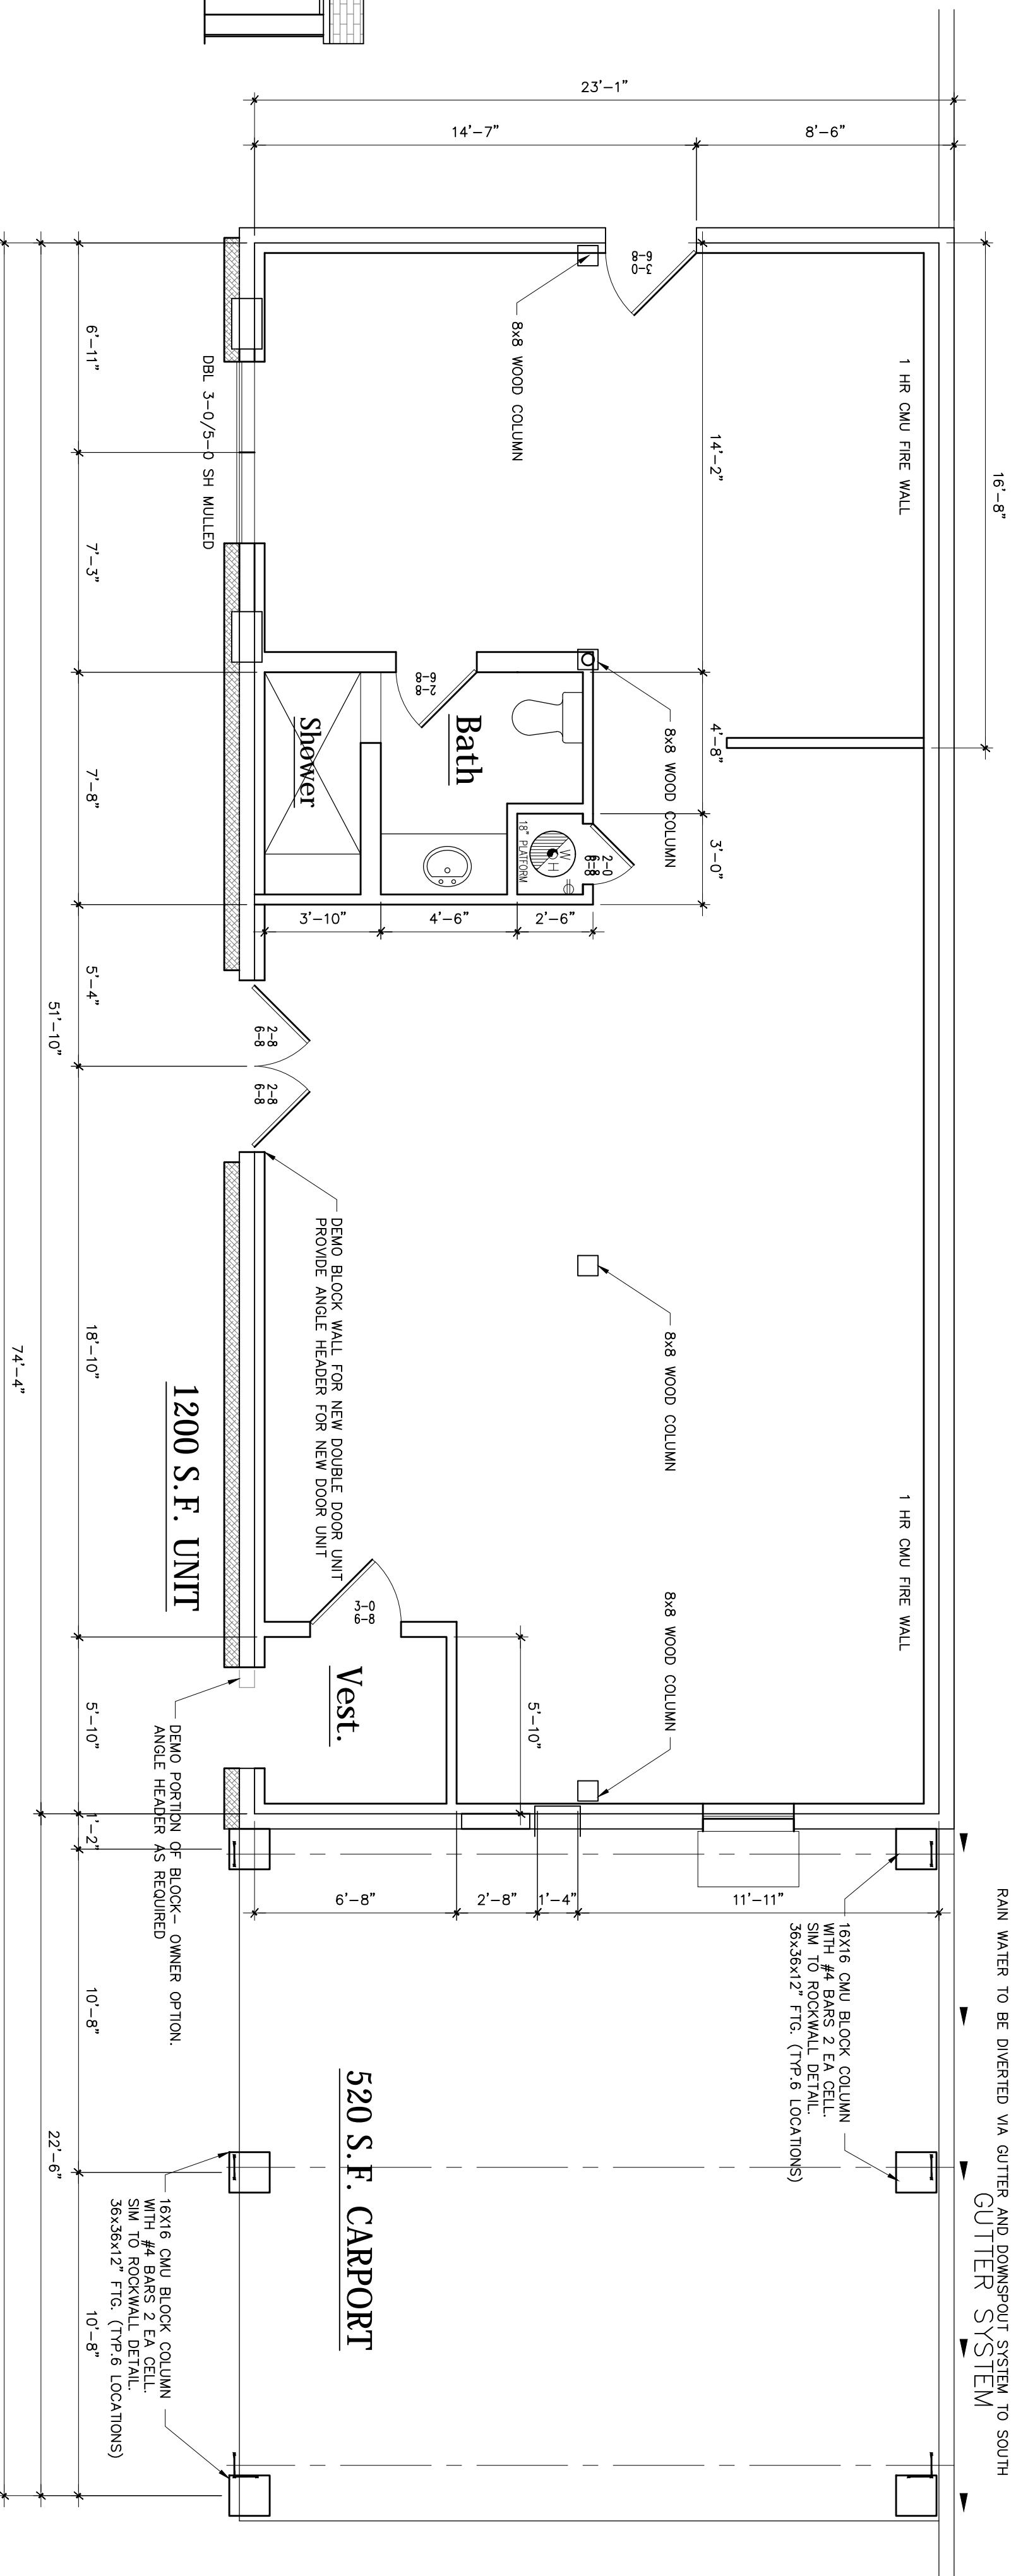 RAIN WATER TO BE DIVERTED VIA GUTTER AND DOWNSPOUT SYSTEM TO SOUTH
GUTTER SYSTEM
16'-8"
1 HR CMU FIRE WALL
1 HR CMU FIRE WALL
23'-1"
8'-6"
14'-7"
14'-2"
4'-8"
3'-0"
3-0
6-8
8x8 WOOD COLUMN
8x8 WOOD COLUMN
8x8 WOOD COLUMN
8x8 WOOD COLUMN
2-0
6-8
W
H
18" PLATFORM
Bath
2-8
6-8
Shower
3'-10"
4'-6"
2'-6"
5'-10"
11'-11"
1'-4"
2'-8"
6'-8"
16X16 CMU BLOCK COLUMN
WITH #4 BARS 2 EA CELL.
SIM TO ROCKWALL DETAIL.
36x36x12" FTG. (TYP.6 LOCATIONS)
Vest.
3-0
6-8
520 S.F. CARPORT
DEMO BLOCK WALL FOR NEW DOUBLE DOOR UNIT
PROVIDE ANGLE HEADER FOR NEW DOOR UNIT
2-8
6-8
2-8
6-8
DBL 3-0/5-0 SH MULLED
1200 S.F. UNIT
DEMO PORTION OF BLOCK- OWNER OPTION.
ANGLE HEADER AS REQUIRED
16X16 CMU BLOCK COLUMN
WITH #4 BARS 2 EA CELL.
SIM TO ROCKWALL DETAIL.
36x36x12" FTG. (TYP.6 LOCATIONS)
6'-11"
7'-3"
7'-8"
5'-4"
18'-10"
5'-10"
1'-2"
10'-8"
10'-8"
51'-10"
22'-6"
74'-4"